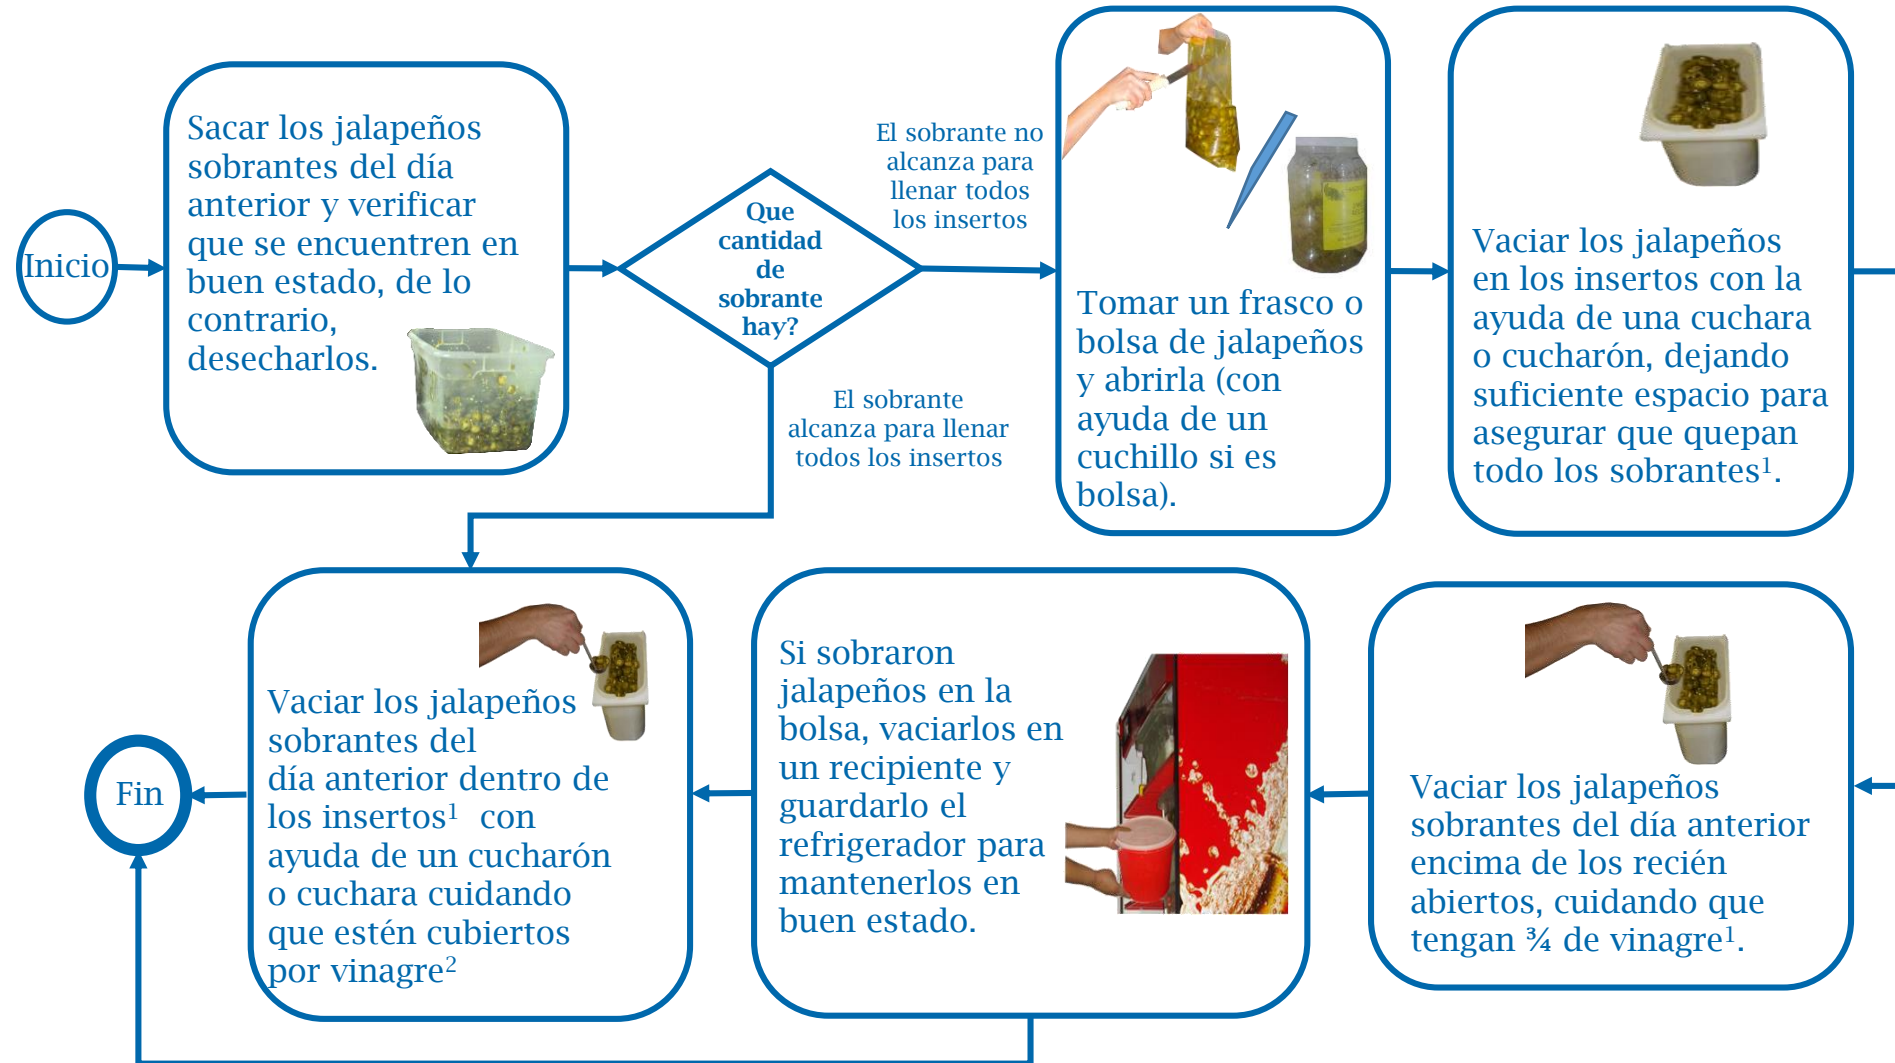 Inicio
Sacar los jalapeños
sobrantes del día
anterior y verificar
que se encuentren en
buen estado, de lo
contrario,
desecharlos.
Que
cantidad
de
sobrante
hay?
El sobrante no
alcanza para
llenar todos
los insertos
El sobrante
alcanza para llenar
todos los insertos
Tomar un frasco o
bolsa de jalapeños
y abrirla (con
ayuda de un
cuchillo si es
bolsa).
Vaciar los jalapeños
en los insertos con la
ayuda de una cuchara
o cucharón, dejando
suficiente espacio para
asegurar que quepan
todo los sobrantes¹.
Vaciar los jalapeños
sobrantes del día anterior
encima de los recién
abiertos, cuidando que
tengan ¾ de vinagre¹.
Si sobraron
jalapeños en la
bolsa, vaciarlos en
un recipiente y
guardarlo el
refrigerador para
mantenerlos en
buen estado.
Vaciar los jalapeños
sobrantes del
día anterior dentro de
los insertos¹ con
ayuda de un cucharón
o cuchara cuidando
que estén cubiertos
por vinagre²
Fin